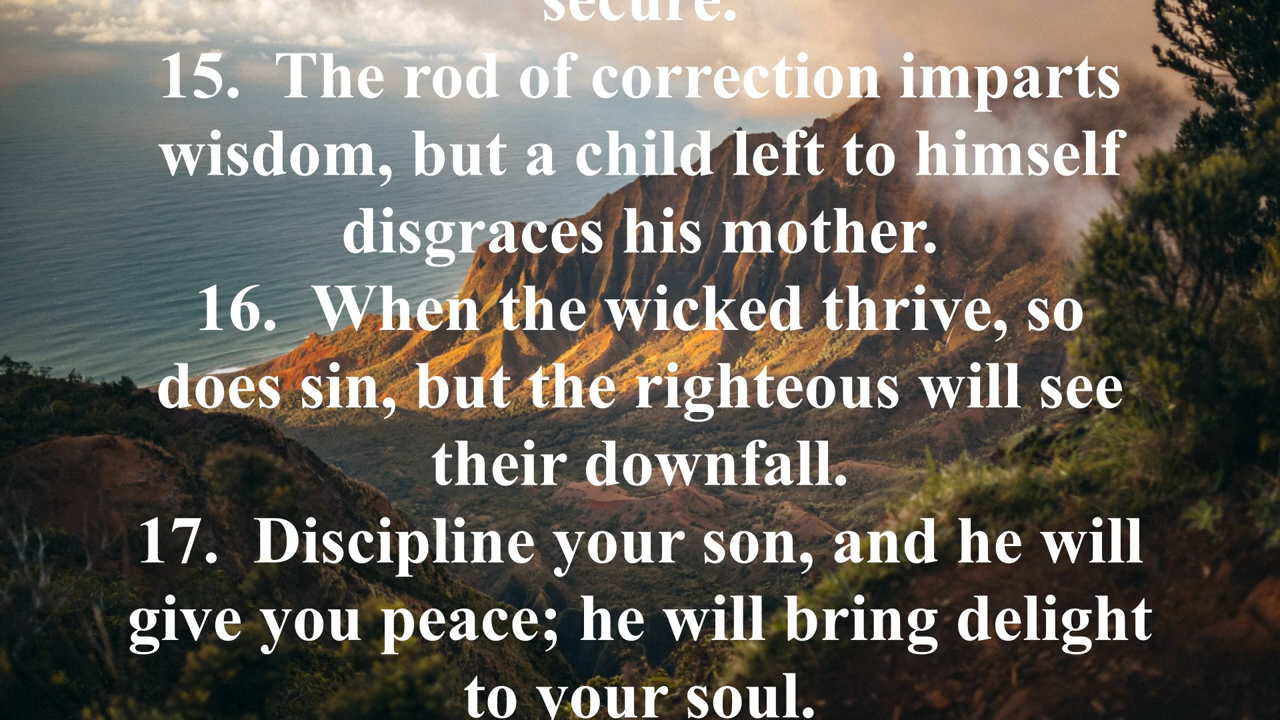 secure.
15.  The rod of correction imparts
wisdom, but a child left to himself
disgraces his mother.
16.  When the wicked thrive, so
does sin, but the righteous will see
their downfall.
17.  Discipline your son, and he will
give you peace; he will bring delight
to your soul.